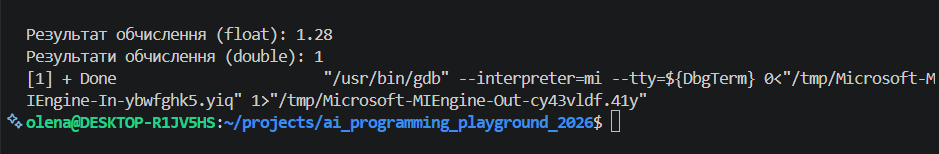 Результат обчислення (float): 1.28
Результати обчислення (double): 1
[1] + Done                       "/usr/bin/gdb" --interpreter=mi --tty=${DbgTerm} 0<"/tmp/Microsoft-M
IEngine-In-ybwfghk5.yiq" 1>"/tmp/Microsoft-MIEngine-Out-cy43vldf.41y"
olena@DESKTOP-R1JV5HS:~/projects/ai_programming_playground_2026$